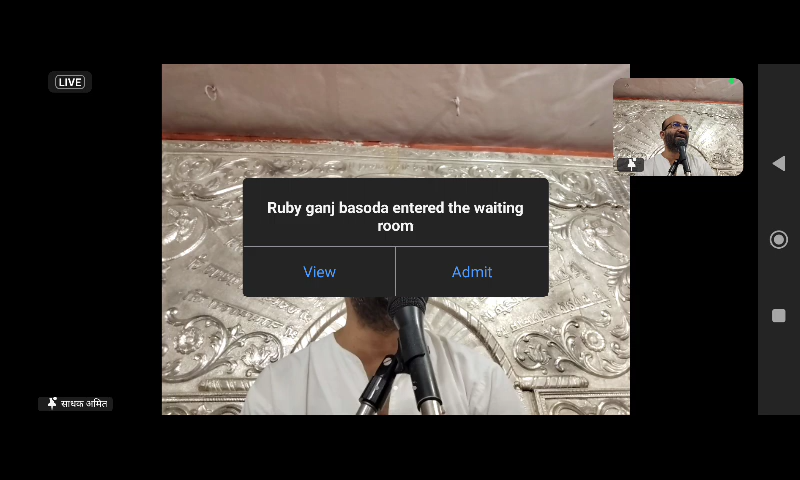 LIVE
Ruby ganj basoda entered the waiting
room
View
Admit
साधक अमित